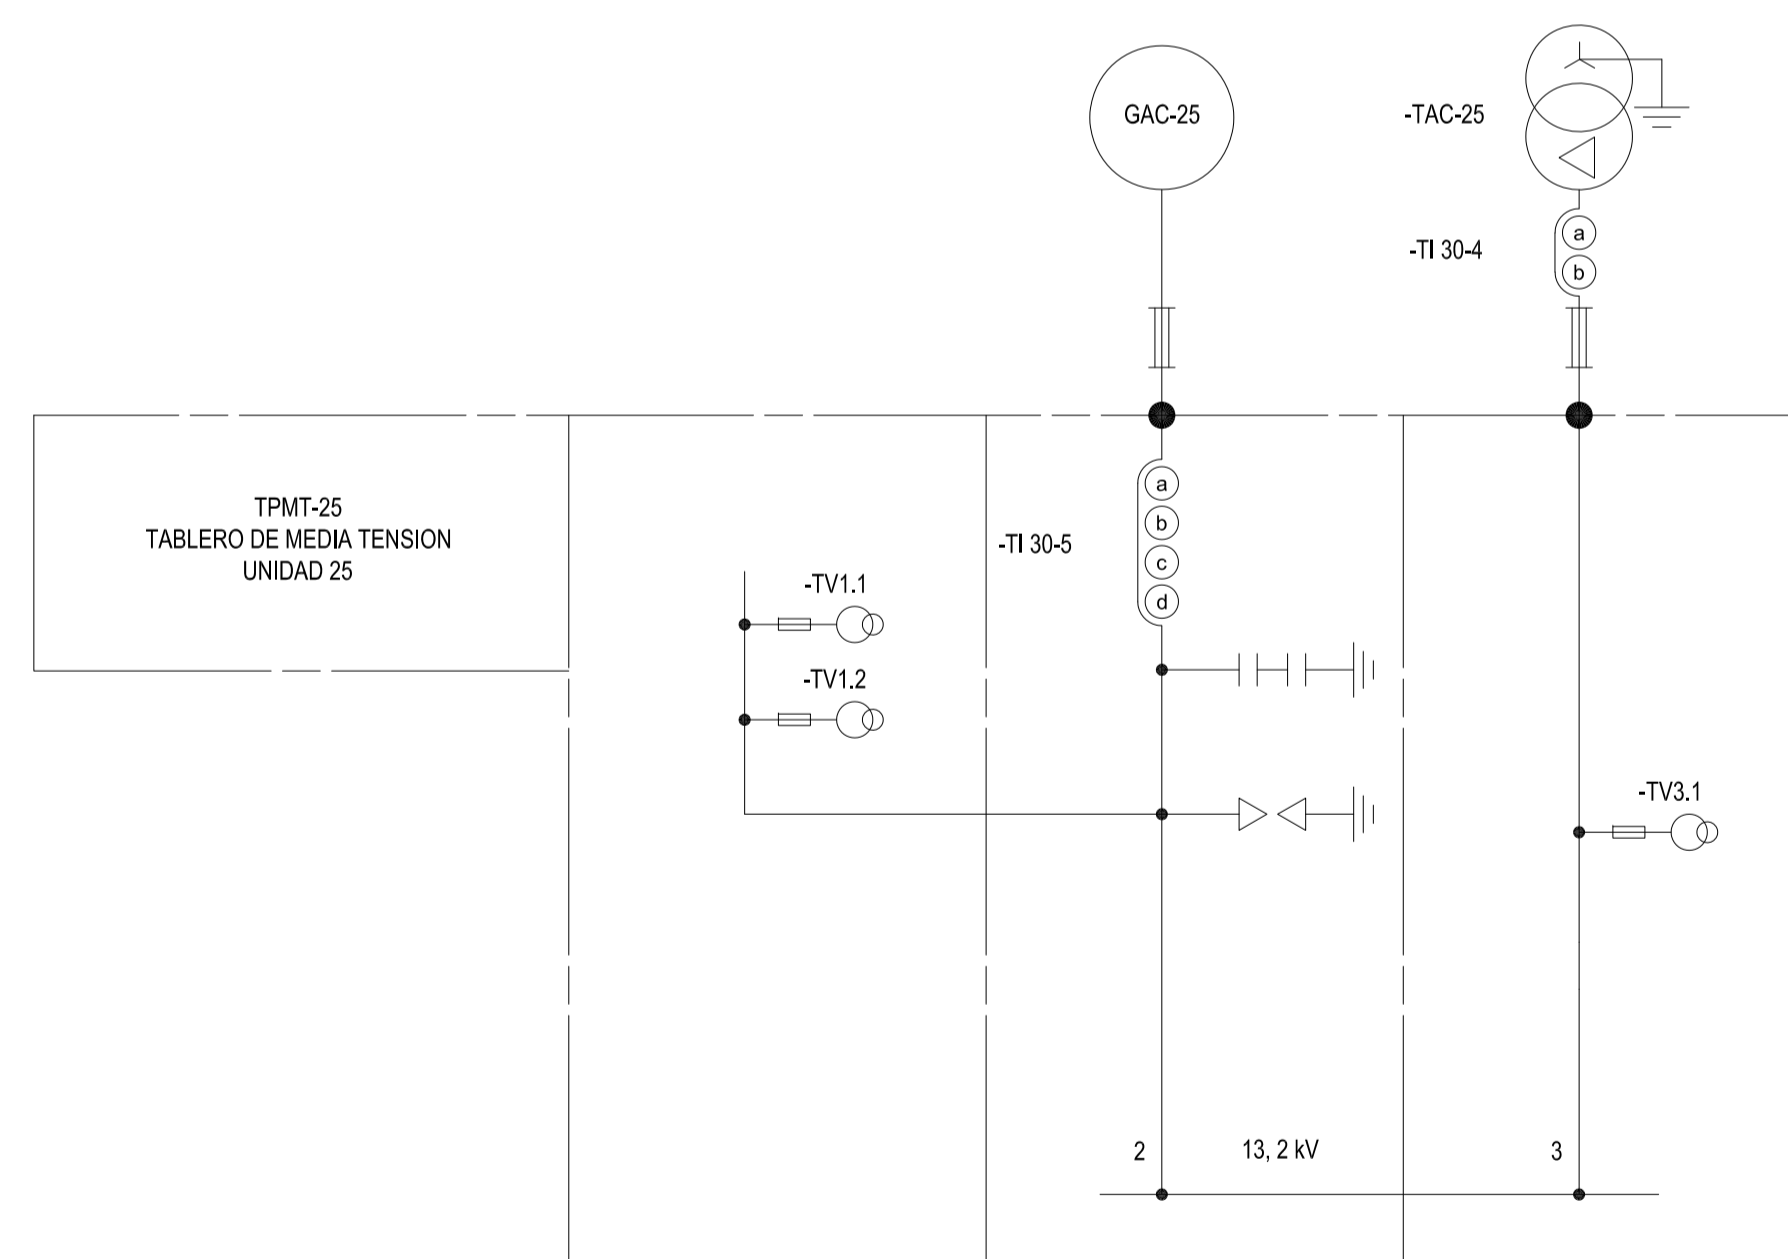 GAC-25
-TAC-25
-TI 30-4
a
b
TPMT-25
TABLERO DE MEDIA TENSION
UNIDAD 25
-TI 30-5
a
b
c
d
-TV1.1
-TV1.2
-TV3.1
2
13, 2 kV
3